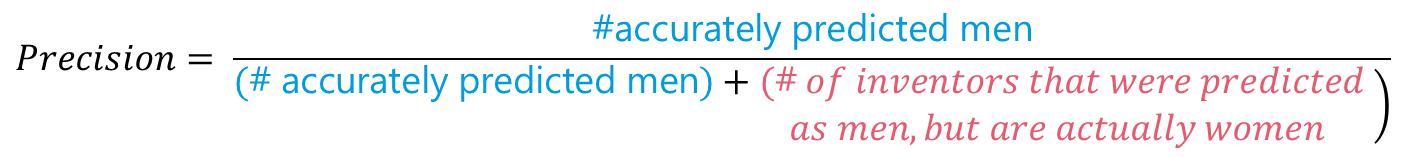 #accurately predicted men
Precision =
(# accurately predicted men) + (# of inventors that were predicted
as men, but are actually women)